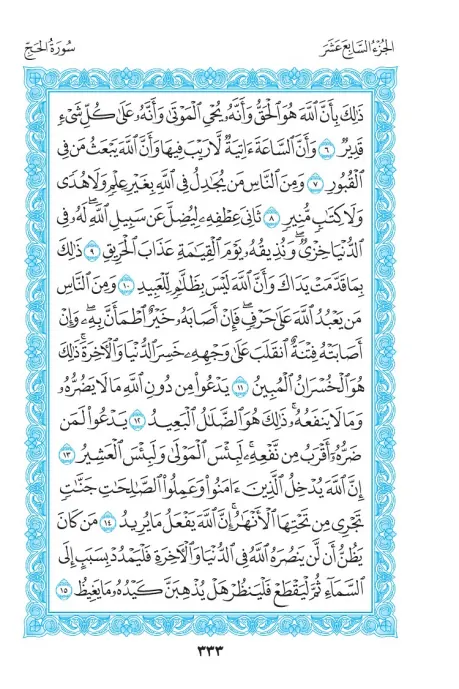 الجُزْءُ السَّابِعَ عَشَرَ
سُورَةُ الحَجِّ
ذَٰلِكَ بِأَنَّ ٱللَّهَ هُوَ ٱلْحَقُّ وَأَنَّهُۥ يُحْيِ ٱلْمَوْتَىٰ وَأَنَّهُۥ عَلَىٰ كُلِّ شَىْءٍ
قَدِيرٌ ٦ وَأَنَّ ٱلسَّاعَةَ ءَاتِيَةٌ لَّا رَيْبَ فِيهَا وَأَنَّ ٱللَّهَ يَبْعَثُ مَن فِى
ٱلْقُبُورِ ٧ وَمِنَ ٱلنَّاسِ مَن يُجَٰدِلُ فِى ٱللَّهِ بِغَيْرِ عِلْمٍ وَلَا هُدًى
وَلَا كِتَٰبٍ مُّنِيرٍ ٨ ثَانِىَ عِطْفِهِۦ لِيُضِلَّ عَن سَبِيلِ ٱللَّهِ ۖ لَهُۥ فِى
ٱلدُّنْيَا خِزْىٌ ۖ وَنُذِيقُهُۥ يَوْمَ ٱلْقِيَٰمَةِ عَذَابَ ٱلْحَرِيقِ ٩ ذَٰلِكَ
بِمَا قَدَّمَتْ يَدَاكَ وَأَنَّ ٱللَّهَ لَيْسَ بِظَلَّٰمٍ لِّلْعَبِيدِ ١٠ وَمِنَ ٱلنَّاسِ
مَن يَعْبُدُ ٱللَّهَ عَلَىٰ حَرْفٍ ۖ فَإِنْ أَصَابَهُۥ خَيْرٌ ٱطْمَأَنَّ بِهِۦ ۖ وَإِنْ
أَصَابَتْهُ فِتْنَةٌ ٱنقَلَبَ عَلَىٰ وَجْهِهِۦ خَسِرَ ٱلدُّنْيَا وَٱلْءَاخِرَةَ ۚ ذَٰلِكَ
هُوَ ٱلْخُسْرَانُ ٱلْمُبِينُ ١١ يَدْعُوا۟ مِن دُونِ ٱللَّهِ مَا لَا يَضُرُّهُۥ
وَمَا لَا يَنفَعُهُۥ ۚ ذَٰلِكَ هُوَ ٱلضَّلَٰلُ ٱلْبَعِيدُ ١٢ يَدْعُوا۟ لَمَن
ضَرُّهُۥٓ أَقْرَبُ مِن نَّفْعِهِۦ ۚ لَبِئْسَ ٱلْمَوْلَىٰ وَلَبِئْسَ ٱلْعَشِيرُ ١٣
إِنَّ ٱللَّهَ يُدْخِلُ ٱلَّذِينَ ءَامَنُوا۟ وَعَمِلُوا۟ ٱلصَّٰلِحَٰتِ جَنَّٰتٍ
تَجْرِى مِن تَحْتِهَا ٱلْأَنْهَٰرُ ۚ إِنَّ ٱللَّهَ يَفْعَلُ مَا يُرِيدُ ١٤ مَن كَانَ
يَظُنُّ أَن لَّن يَنصُرَهُ ٱللَّهُ فِى ٱلدُّنْيَا وَٱلْءَاخِرَةِ فَلْيَمْدُدْ بِسَبَبٍ إِلَى
ٱلسَّمَآءِ ثُمَّ لْيَقْطَعْ فَلْيَنظُرْ هَلْ يُذْهِبَنَّ كَيْدُهُۥ مَا يَغِيظُ ١٥
٣٣٣